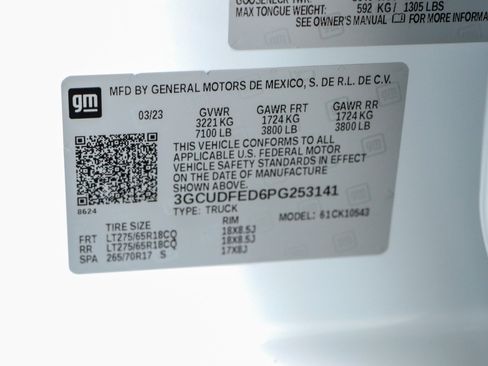 MAX TONGUE WEIGHT: 592 KG / 1305 LBS
SEE OWNER'S MANUAL FOR MORE INFORMA
gm
MFD BY GENERAL MOTORS DE MEXICO, S. DE R.L. DE C.V.
03/23 GVWR GAWR FRT GAWR RR
3221 KG 1724 KG 1724 KG
7100 LB 3800 LB 3800 LB
THIS VEHICLE CONFORMS TO ALL
APPLICABLE U.S. FEDERAL MOTOR
VEHICLE SAFETY STANDARDS IN EFFECT
ON THE DATE OF MANUFACTURE
SHOWN ABOVE.
3GCUDFED6PG253141
8624
TYPE: TRUCK MODEL: 61CK10543
TIRE SIZE RIM
FRT LT275/65R18CQ 18X8.5J
RR LT275/65R18CQ 18X8.5J
SPA 265/70R17 S 17X8J